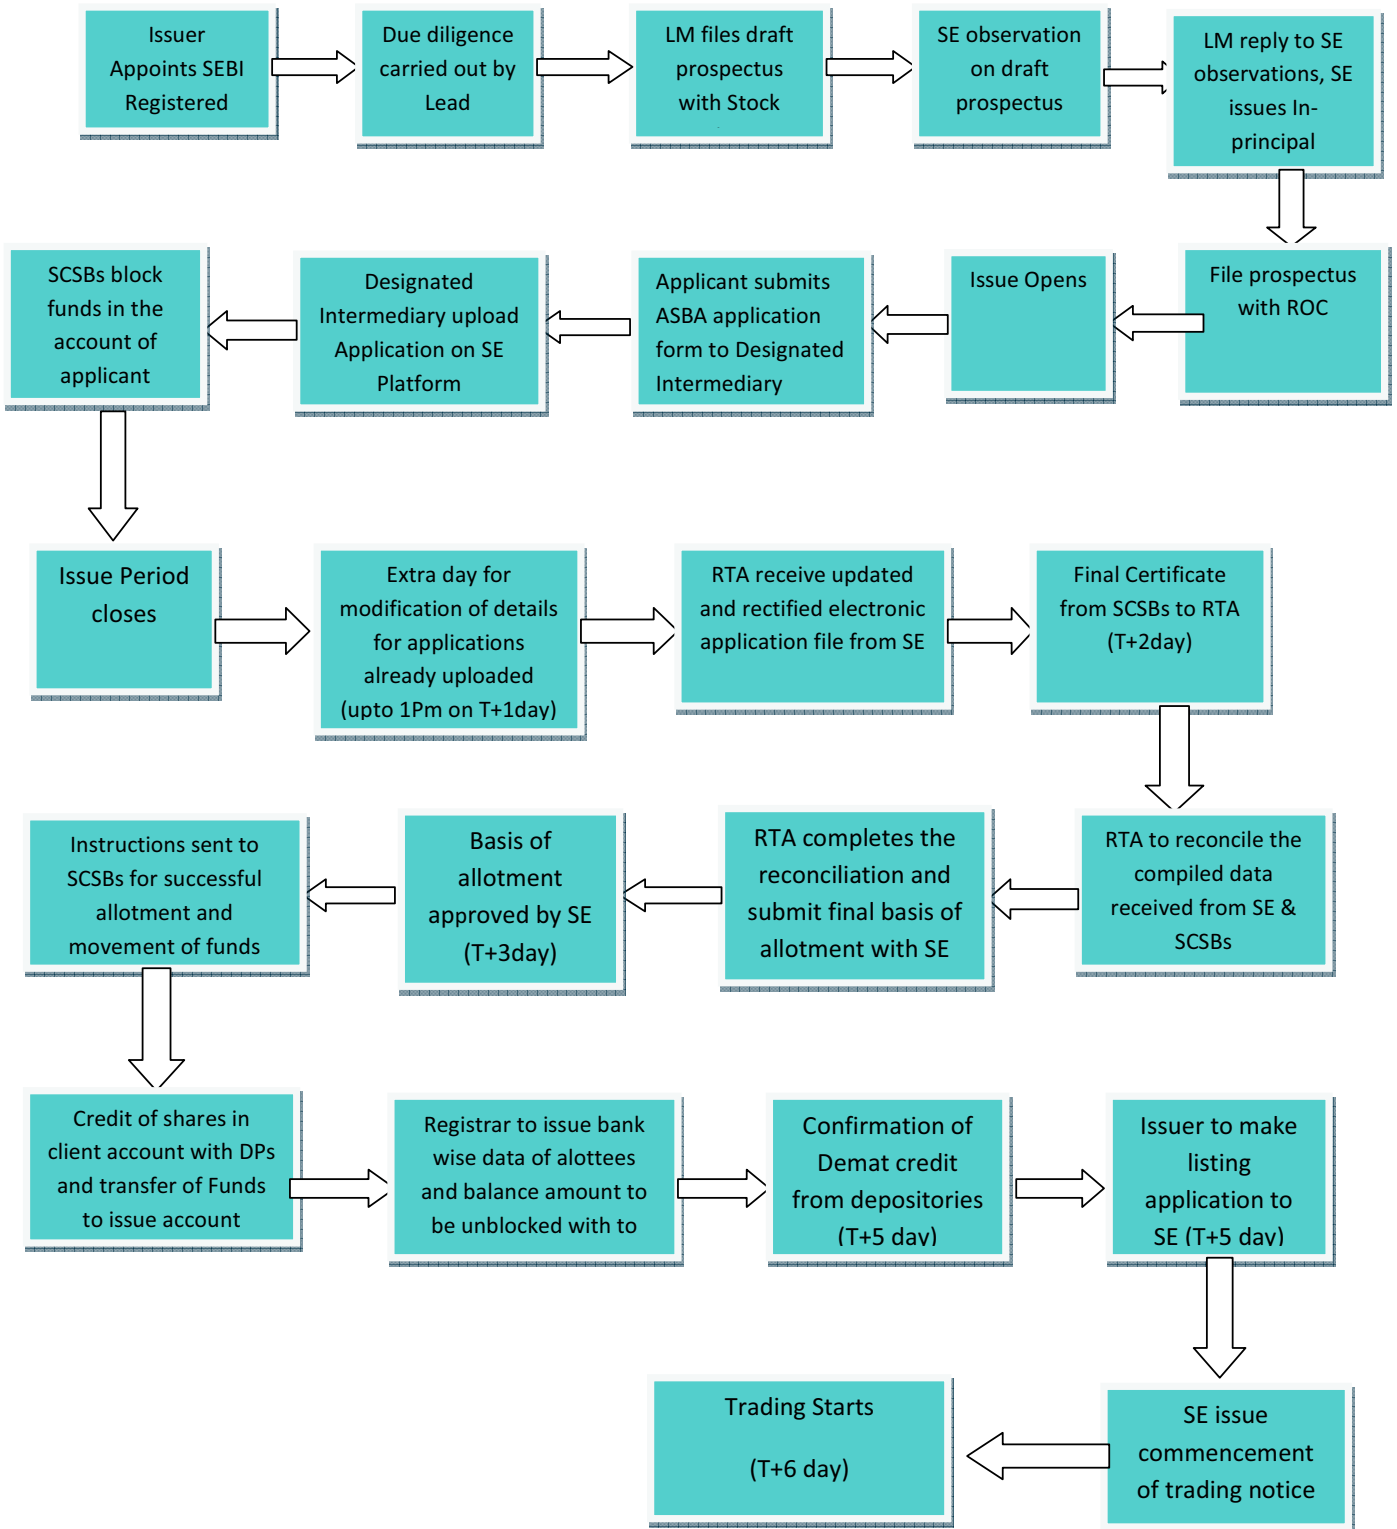 Issuer
Appoints SEBI
Registered
Due diligence
carried out by
Lead
LM files draft
prospectus
with Stock
SE observation
on draft
prospectus
LM reply to SE
observations, SE
issues In-
principal
File prospectus
with ROC
Issue Opens
Applicant submits
ASBA application
form to Designated
Intermediary
Designated
Intermediary upload
Application on SE
Platform
SCSBs block
funds in the
account of
applicant
Issue Period
closes
Extra day for
modification of details
for applications
already uploaded
(upto 1Pm on T+1day)
RTA receive updated
and rectified electronic
application file from SE
Final Certificate
from SCSBs to RTA
(T+2day)
RTA to reconcile the
compiled data
received from SE &
SCSBs
RTA completes the
reconciliation and
submit final basis of
allotment with SE
Basis of
allotment
approved by SE
(T+3day)
Instructions sent to
SCSBs for successful
allotment and
movement of funds
Credit of shares in
client account with DPs
and transfer of Funds
to issue account
Registrar to issue bank
wise data of alottees
and balance amount to
be unblocked with to
Confirmation of
Demat credit
from depositories
(T+5 day)
Issuer to make
listing
application to
SE (T+5 day)
SE issue
commencement
of trading notice
Trading Starts
(T+6 day)